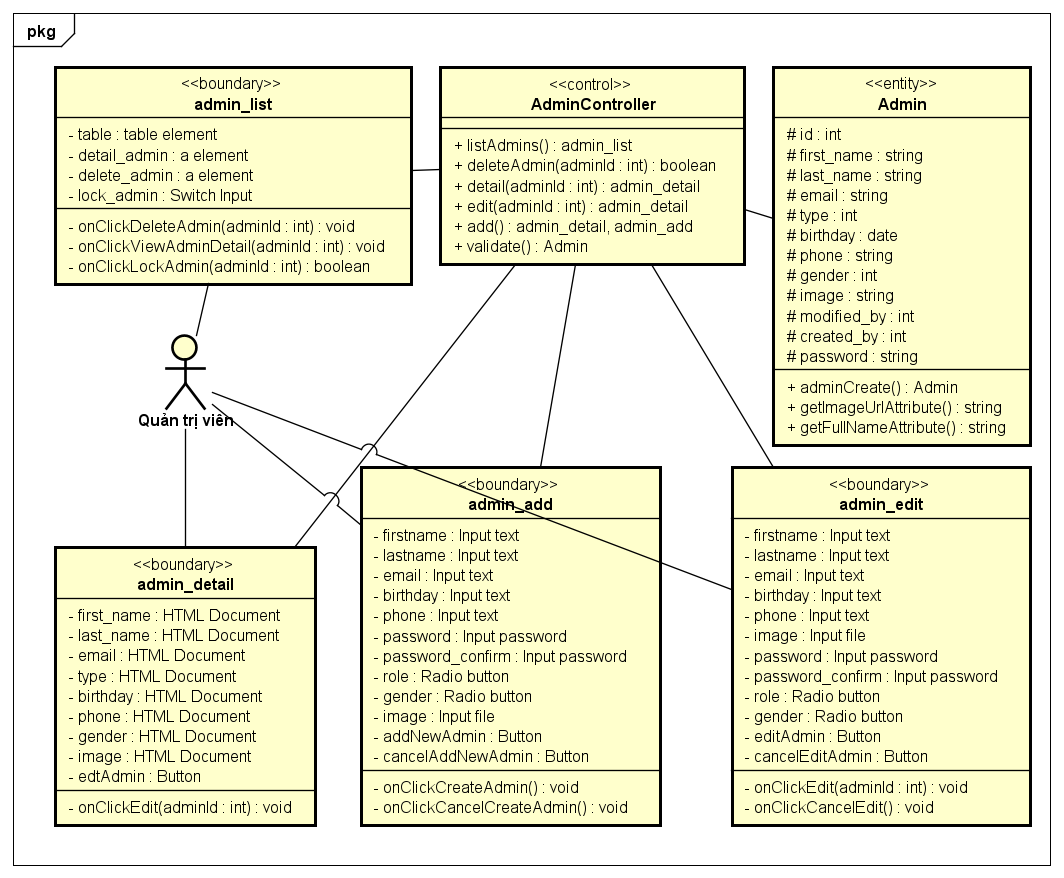 pkg
<<boundary>>
admin_list
- table : table element
- detail_admin : a element
- delete_admin : a element
- lock_admin : Switch Input
- onClickDeleteAdmin(adminId : int) : void
- onClickViewAdminDetail(adminId : int) : void
- onClickLockAdmin(adminId : int) : boolean
<<control>>
AdminController
+ listAdmins() : admin_list
+ deleteAdmin(adminId : int) : boolean
+ detail(adminId : int) : admin_detail
+ edit(adminId : int) : admin_detail
+ add() : admin_detail, admin_add
+ validate() : Admin
<<entity>>
Admin
# id : int
# first_name : string
# last_name : string
# email : string
# type : int
# birthday : date
# phone : string
# gender : int
# image : string
# modified_by : int
# created_by : int
# password : string
+ adminCreate() : Admin
+ getImageUrlAttribute() : string
+ getFullNameAttribute() : string
Quản trị viên
<<boundary>>
admin_detail
- first_name : HTML Document
- last_name : HTML Document
- email : HTML Document
- type : HTML Document
- birthday : HTML Document
- phone : HTML Document
- gender : HTML Document
- image : HTML Document
- edtAdmin : Button
- onClickEdit(adminId : int) : void
<<boundary>>
admin_add
- firstname : Input text
- lastname : Input text
- email : Input text
- birthday : Input text
- phone : Input text
- password : Input password
- password_confirm : Input password
- role : Radio button
- gender : Radio button
- image : Input file
- addNewAdmin : Button
- cancelAddNewAdmin : Button
- onClickCreateAdmin() : void
- onClickCancelCreateAdmin() : void
<<boundary>>
admin_edit
- firstname : Input text
- lastname : Input text
- email : Input text
- birthday : Input text
- phone : Input text
- image : Input file
- password : Input password
- password_confirm : Input password
- role : Radio button
- gender : Radio button
- editAdmin : Button
- cancelEditAdmin : Button
- onClickEdit(adminId : int) : void
- onClickCancelEdit() : void